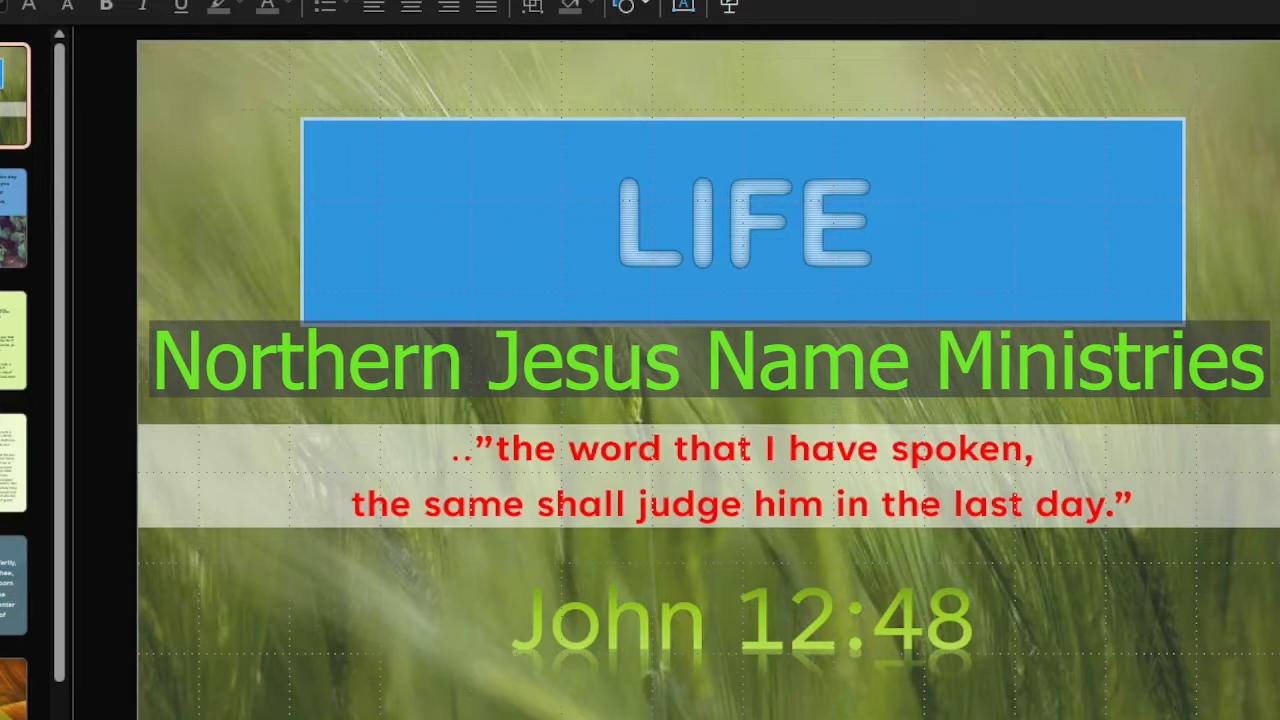 LIFE
Northern Jesus Name Ministries
..”the word that I have spoken,
the same shall judge him in the last day.”
John 12:48